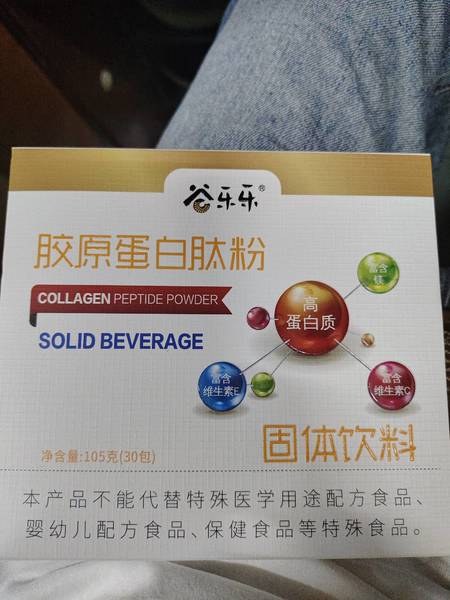 谷乐乐®
胶原蛋白肽粉
COLLAGEN PEPTIDE POWDER
SOLID BEVERAGE
富含
镁
高
蛋白质
富含
维生素E
富含
维生素C
净含量:105克(30包)
固体饮料
本产品不能代替特殊医学用途配方食品、
婴幼儿配方食品、保健食品等特殊食品。